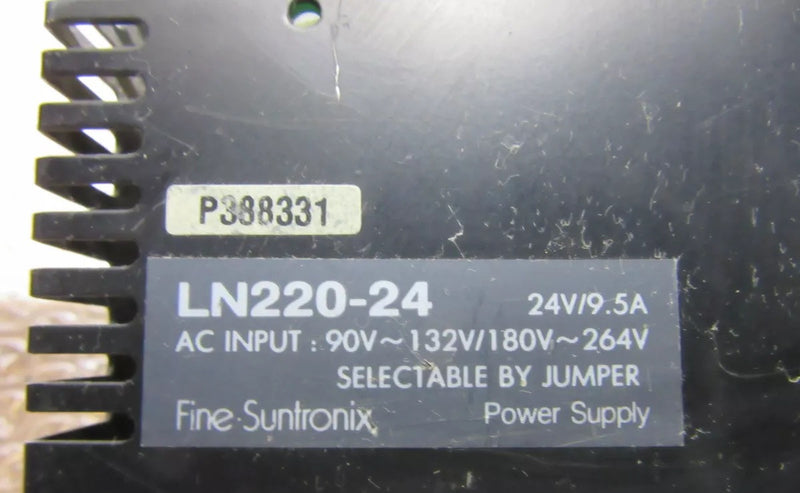 P388331
LN220-24 24V/9.5A
AC INPUT : 90V~132V/180V~264V
SELECTABLE BY JUMPER
Fine·Suntronix Power Supply